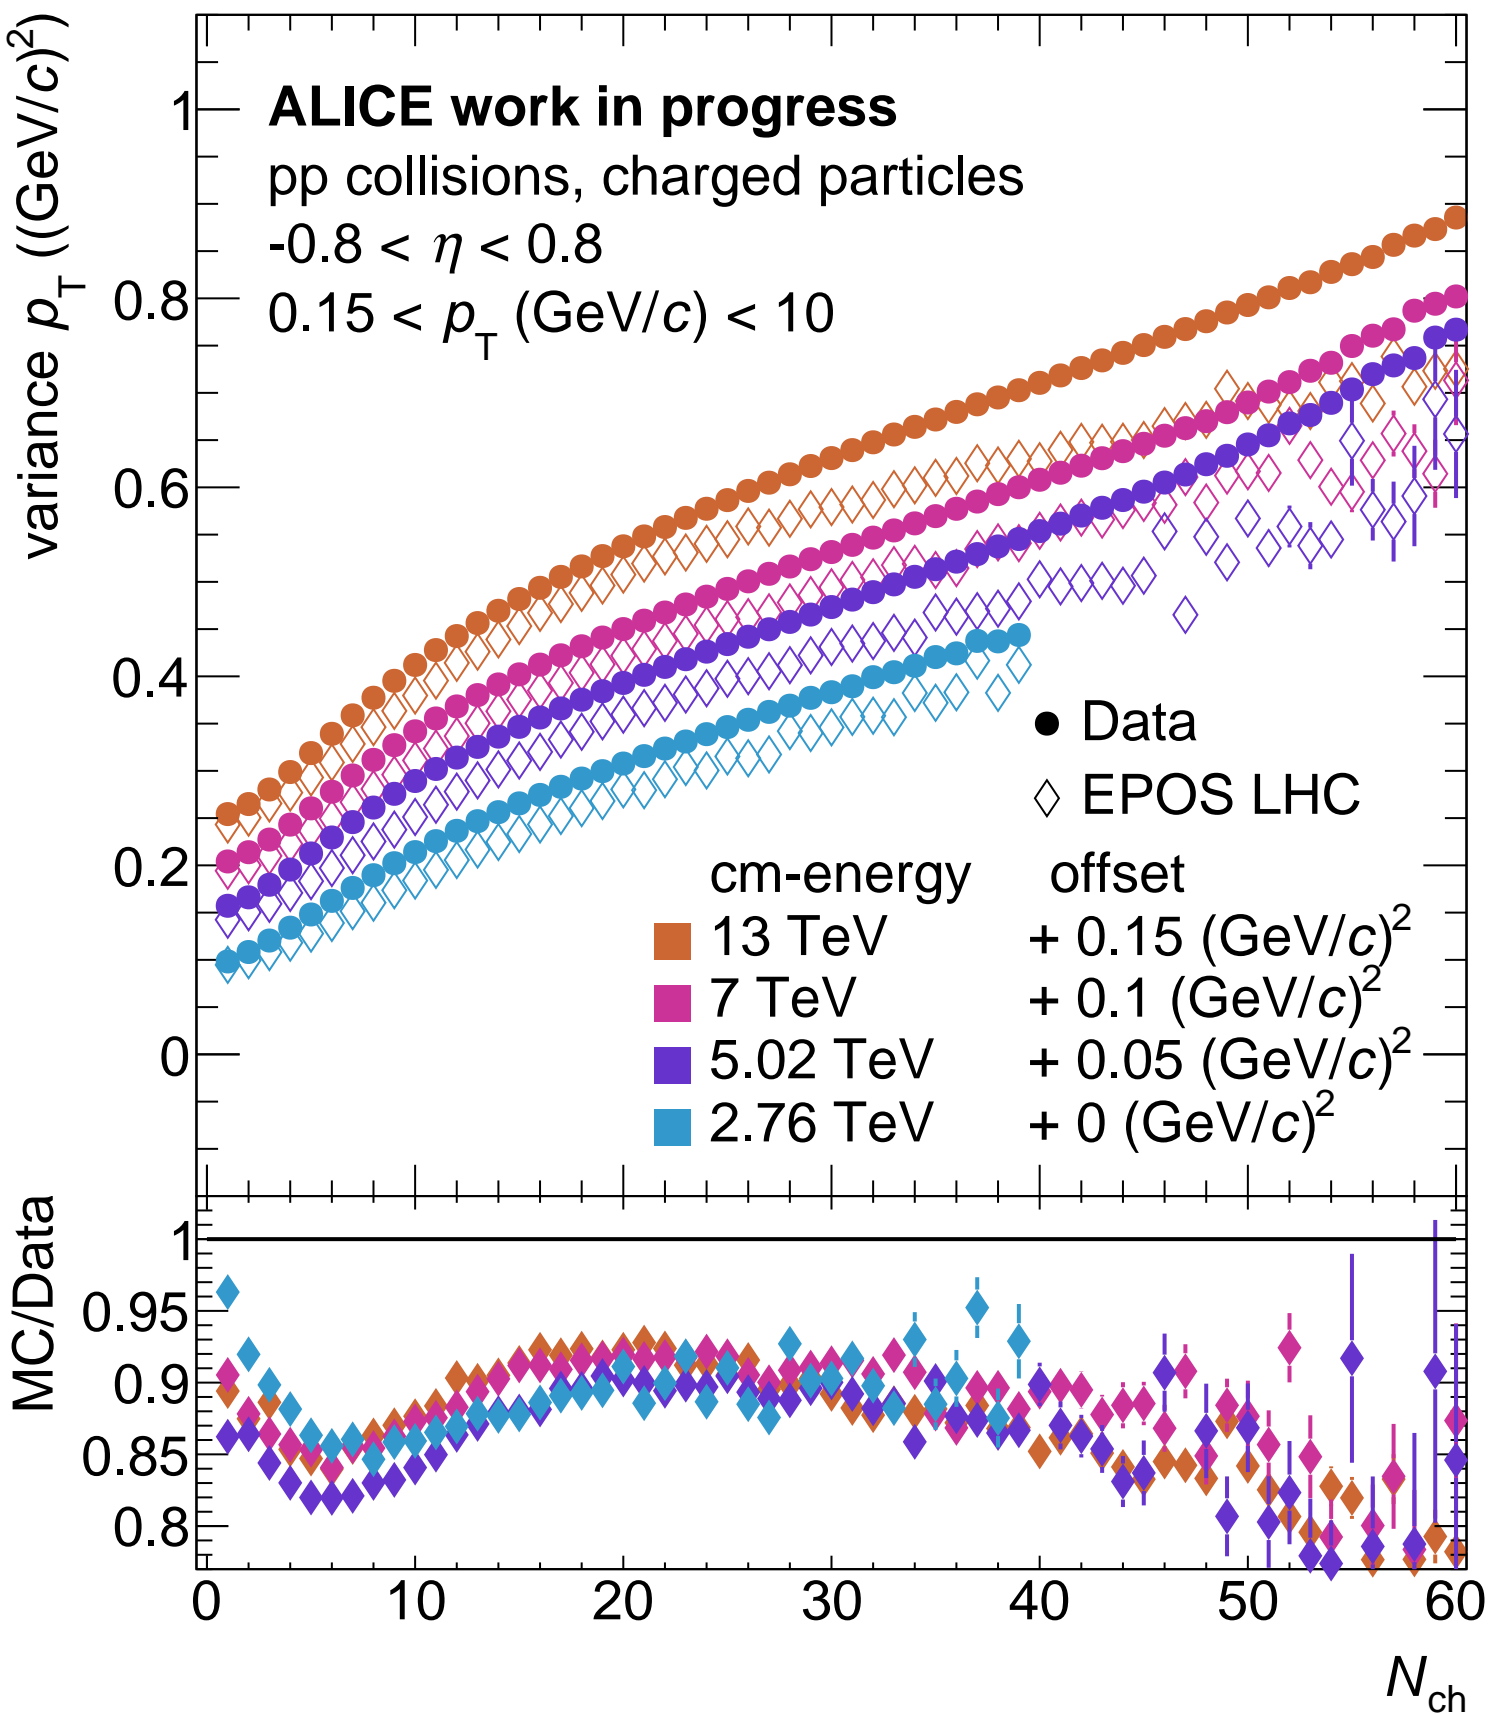 variance pT ((GeV/c)2)
1
0.8
0.6
0.4
0.2
0
ALICE work in progress
pp collisions, charged particles
-0.8 < η < 0.8
0.15 < pT (GeV/c) < 10
Data
EPOS LHC
cm-energy offset
13 TeV + 0.15 (GeV/c)2
7 TeV + 0.1 (GeV/c)2
5.02 TeV + 0.05 (GeV/c)2
2.76 TeV + 0 (GeV/c)2
MC/Data
1
0.95
0.9
0.85
0.8
0 10 20 30 40 50 60
Nch